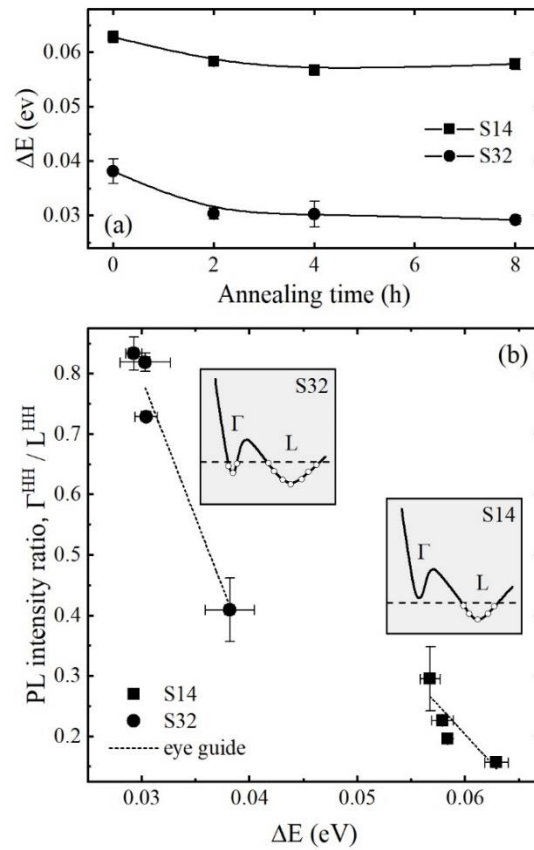 (a)
0.06
0.05
0.04
0.03
ΔE (ev)
S14
S32
0 2 4 6 8
Annealing time (h)
(b)
0.8
0.7
0.6
0.5
0.4
0.3
0.2
PL intensity ratio, Γ^HH / L^HH
S32
Γ
L
S14
Γ
L
S14
S32
eye guide
0.03 0.04 0.05 0.06
ΔE (eV)